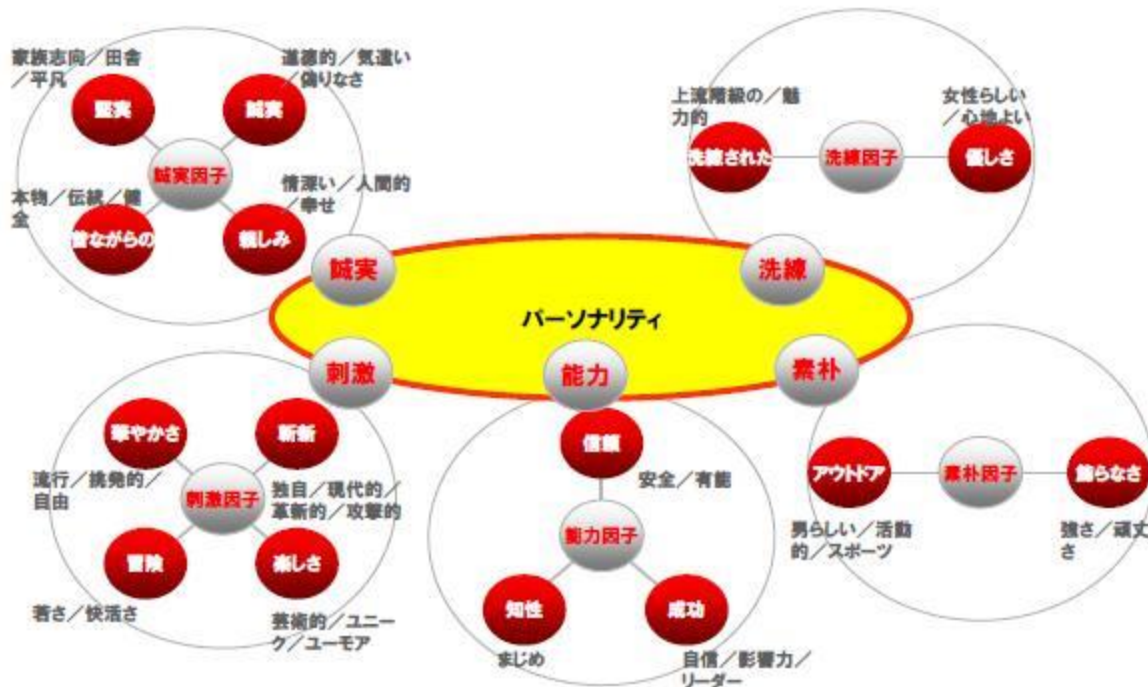 家族志向／田舎
／平凡
道徳的／気遣い
／偽りなさ
堅実
誠実
誠実因子
本物／伝統／健
全
情深い／人間的
／幸せ
昔ながらの
親しみ
上流階級の／魅
力的
女性らしい
／心地よい
洗練された
洗練因子
優しさ
誠実
洗練
パーソナリティ
刺激
能力
素朴
華やかさ
斬新
流行／挑発的／
自由
刺激因子
独自／現代的／
革新的／攻撃的
冒険
楽しさ
若さ／快活さ
芸術的／ユニー
ク／ユーモア
信頼
安全／有能
能力因子
知性
成功
まじめ
自信／影響力／
リーダー
アウトドア
素朴因子
飾らなさ
男らしい／活動
的／スポーツ
強さ／頑丈
さ